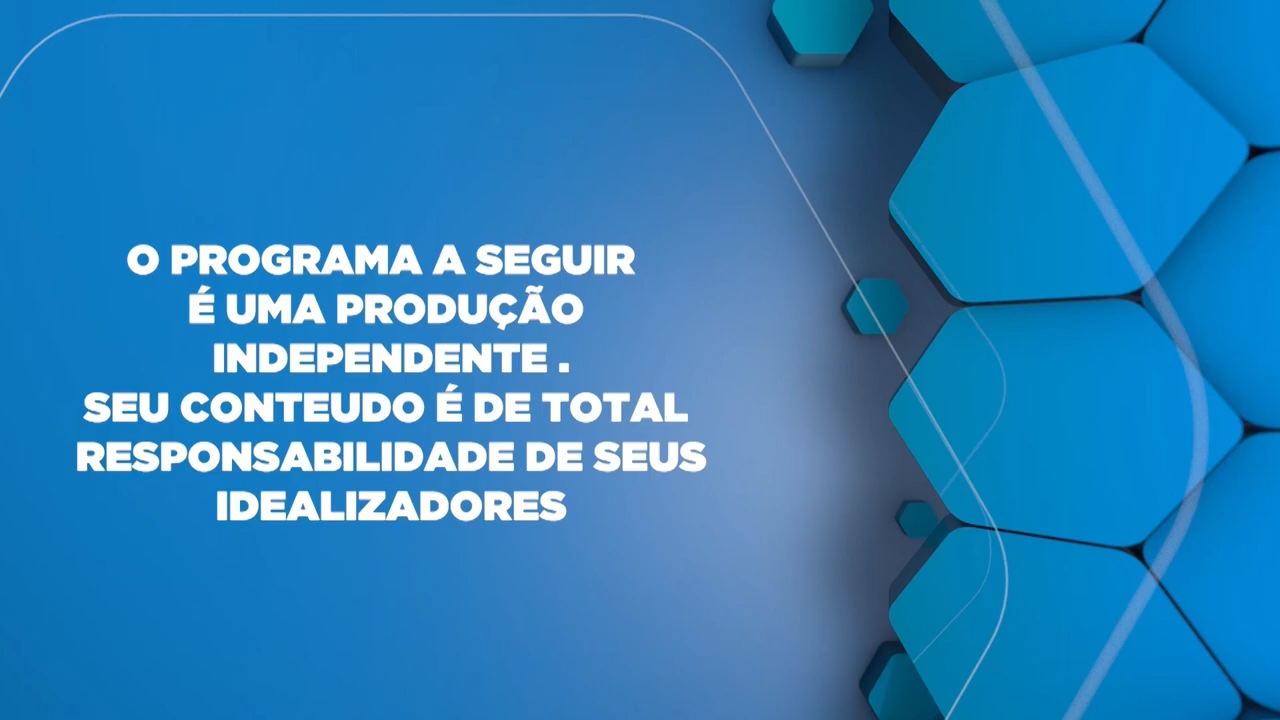 O PROGRAMA A SEGUIR
É UMA PRODUÇÃO
INDEPENDENTE .
SEU CONTEUDO É DE TOTAL
RESPONSABILIDADE DE SEUS
IDEALIZADORES